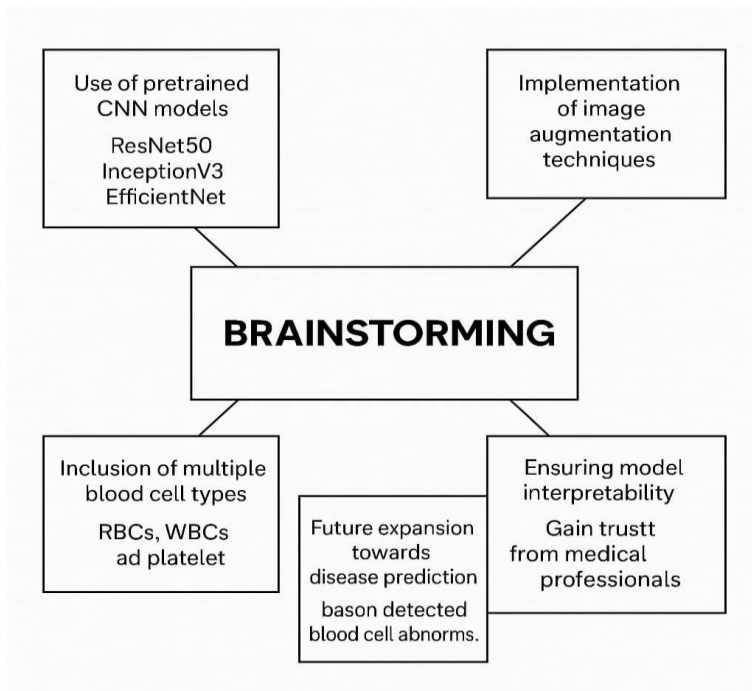 Use of pretrained
CNN models
ResNet50
InceptionV3
EfficientNet
Implementation
of image
augmentation
techniques
BRAINSTORMING
Inclusion of multiple
blood cell types
RBCs, WBCs
ad platelet
Future expansion
towards
disease prediction
bason detected
blood cell abnorms.
Ensuring model
interpretability
Gain trustt
from medical
professionals